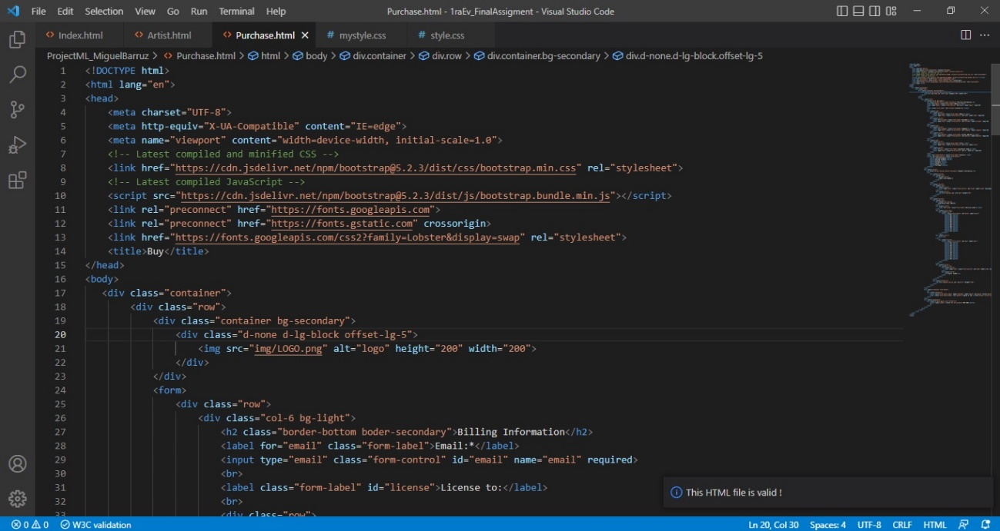 File Edit Selection View Go Run Terminal Help Purchase.html - 1raEv_FinalAssigment - Visual Studio Code
Index.html Artist.html Purchase.html mystyle.css style.css
ProjectML_MiguelBarruz > Purchase.html > html > body > div.container > div.row > div.container.bg-secondary > div.d-none.d-lg-block.offset-lg-5
1 <!DOCTYPE html>
2 <html lang="en">
3 <head>
4 <meta charset="UTF-8">
5 <meta http-equiv="X-UA-Compatible" content="IE=edge">
6 <meta name="viewport" content="width=device-width, initial-scale=1.0">
7 <!-- Latest compiled and minified CSS -->
8 <link href="https://cdn.jsdelivr.net/npm/bootstrap@5.2.3/dist/css/bootstrap.min.css" rel="stylesheet">
9 <!-- Latest compiled JavaScript -->
10 <script src="https://cdn.jsdelivr.net/npm/bootstrap@5.2.3/dist/js/bootstrap.bundle.min.js"></script>
11 <link rel="preconnect" href="https://fonts.googleapis.com">
12 <link rel="preconnect" href="https://fonts.gstatic.com" crossorigin>
13 <link href="https://fonts.googleapis.com/css2?family=Lobster&display=swap" rel="stylesheet">
14 <title>Buy</title>
15 </head>
16 <body>
17 <div class="container">
18 <div class="row">
19 <div class="container bg-secondary">
20 <div class="d-none d-lg-block offset-lg-5">
21 <img src="img/LOGO.png" alt="logo" height="200" width="200">
22 </div>
23 </div>
24 <form>
25 <div class="row">
26 <div class="col-6 bg-light">
27 <h2 class="border-bottom boder-secondary">Billing Information</h2>
28 <label for="email" class="form-label">Email:*</label>
29 <input type="email" class="form-control" id="email" name="email" required>
30 <br>
31 <label class="form-label" id="license">License to:</label>
32 <br>
33 <div class="row">
This HTML file is valid !
0 0 W3C validation Ln 20, Col 30 Spaces: 4 UTF-8 CRLF HTML